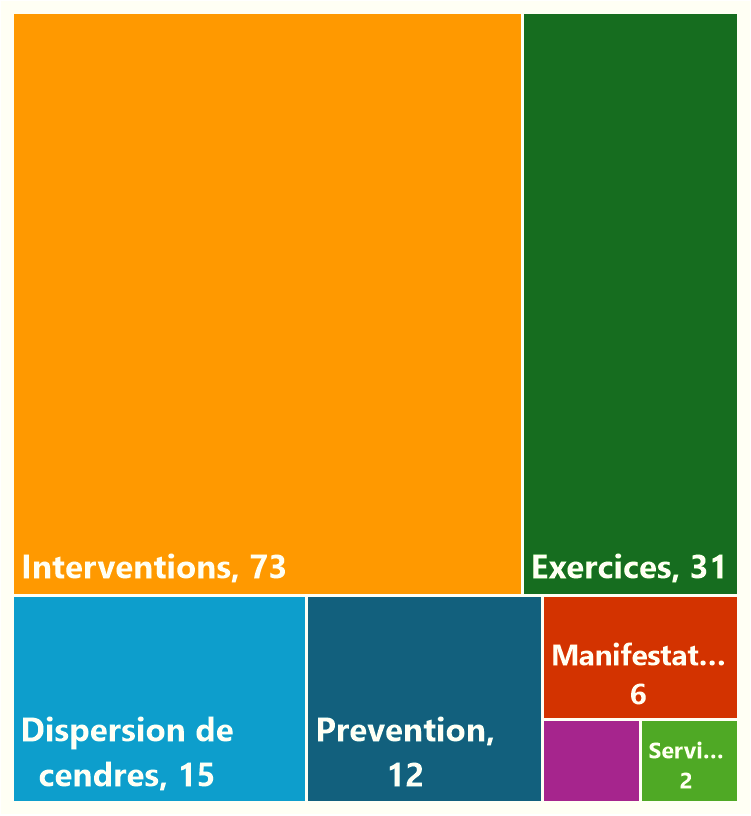 Interventions, 73
Exercices, 31
Dispersion de
cendres, 15
Prevention,
12
Manifestat...
6
Servi...
2